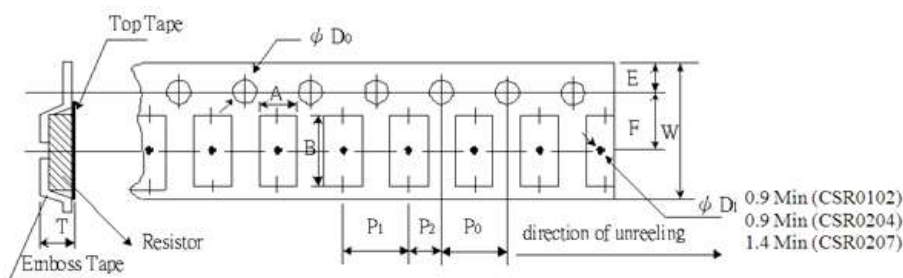 Top Tape
ϕ D0
A
E
F
W
B
ϕ D1
0.9 Min (CSR0102)
0.9 Min (CSR0204)
1.4 Min (CSR0207)
T
Resistor
P1
P2
P0
direction of unreeling
Emboss Tape